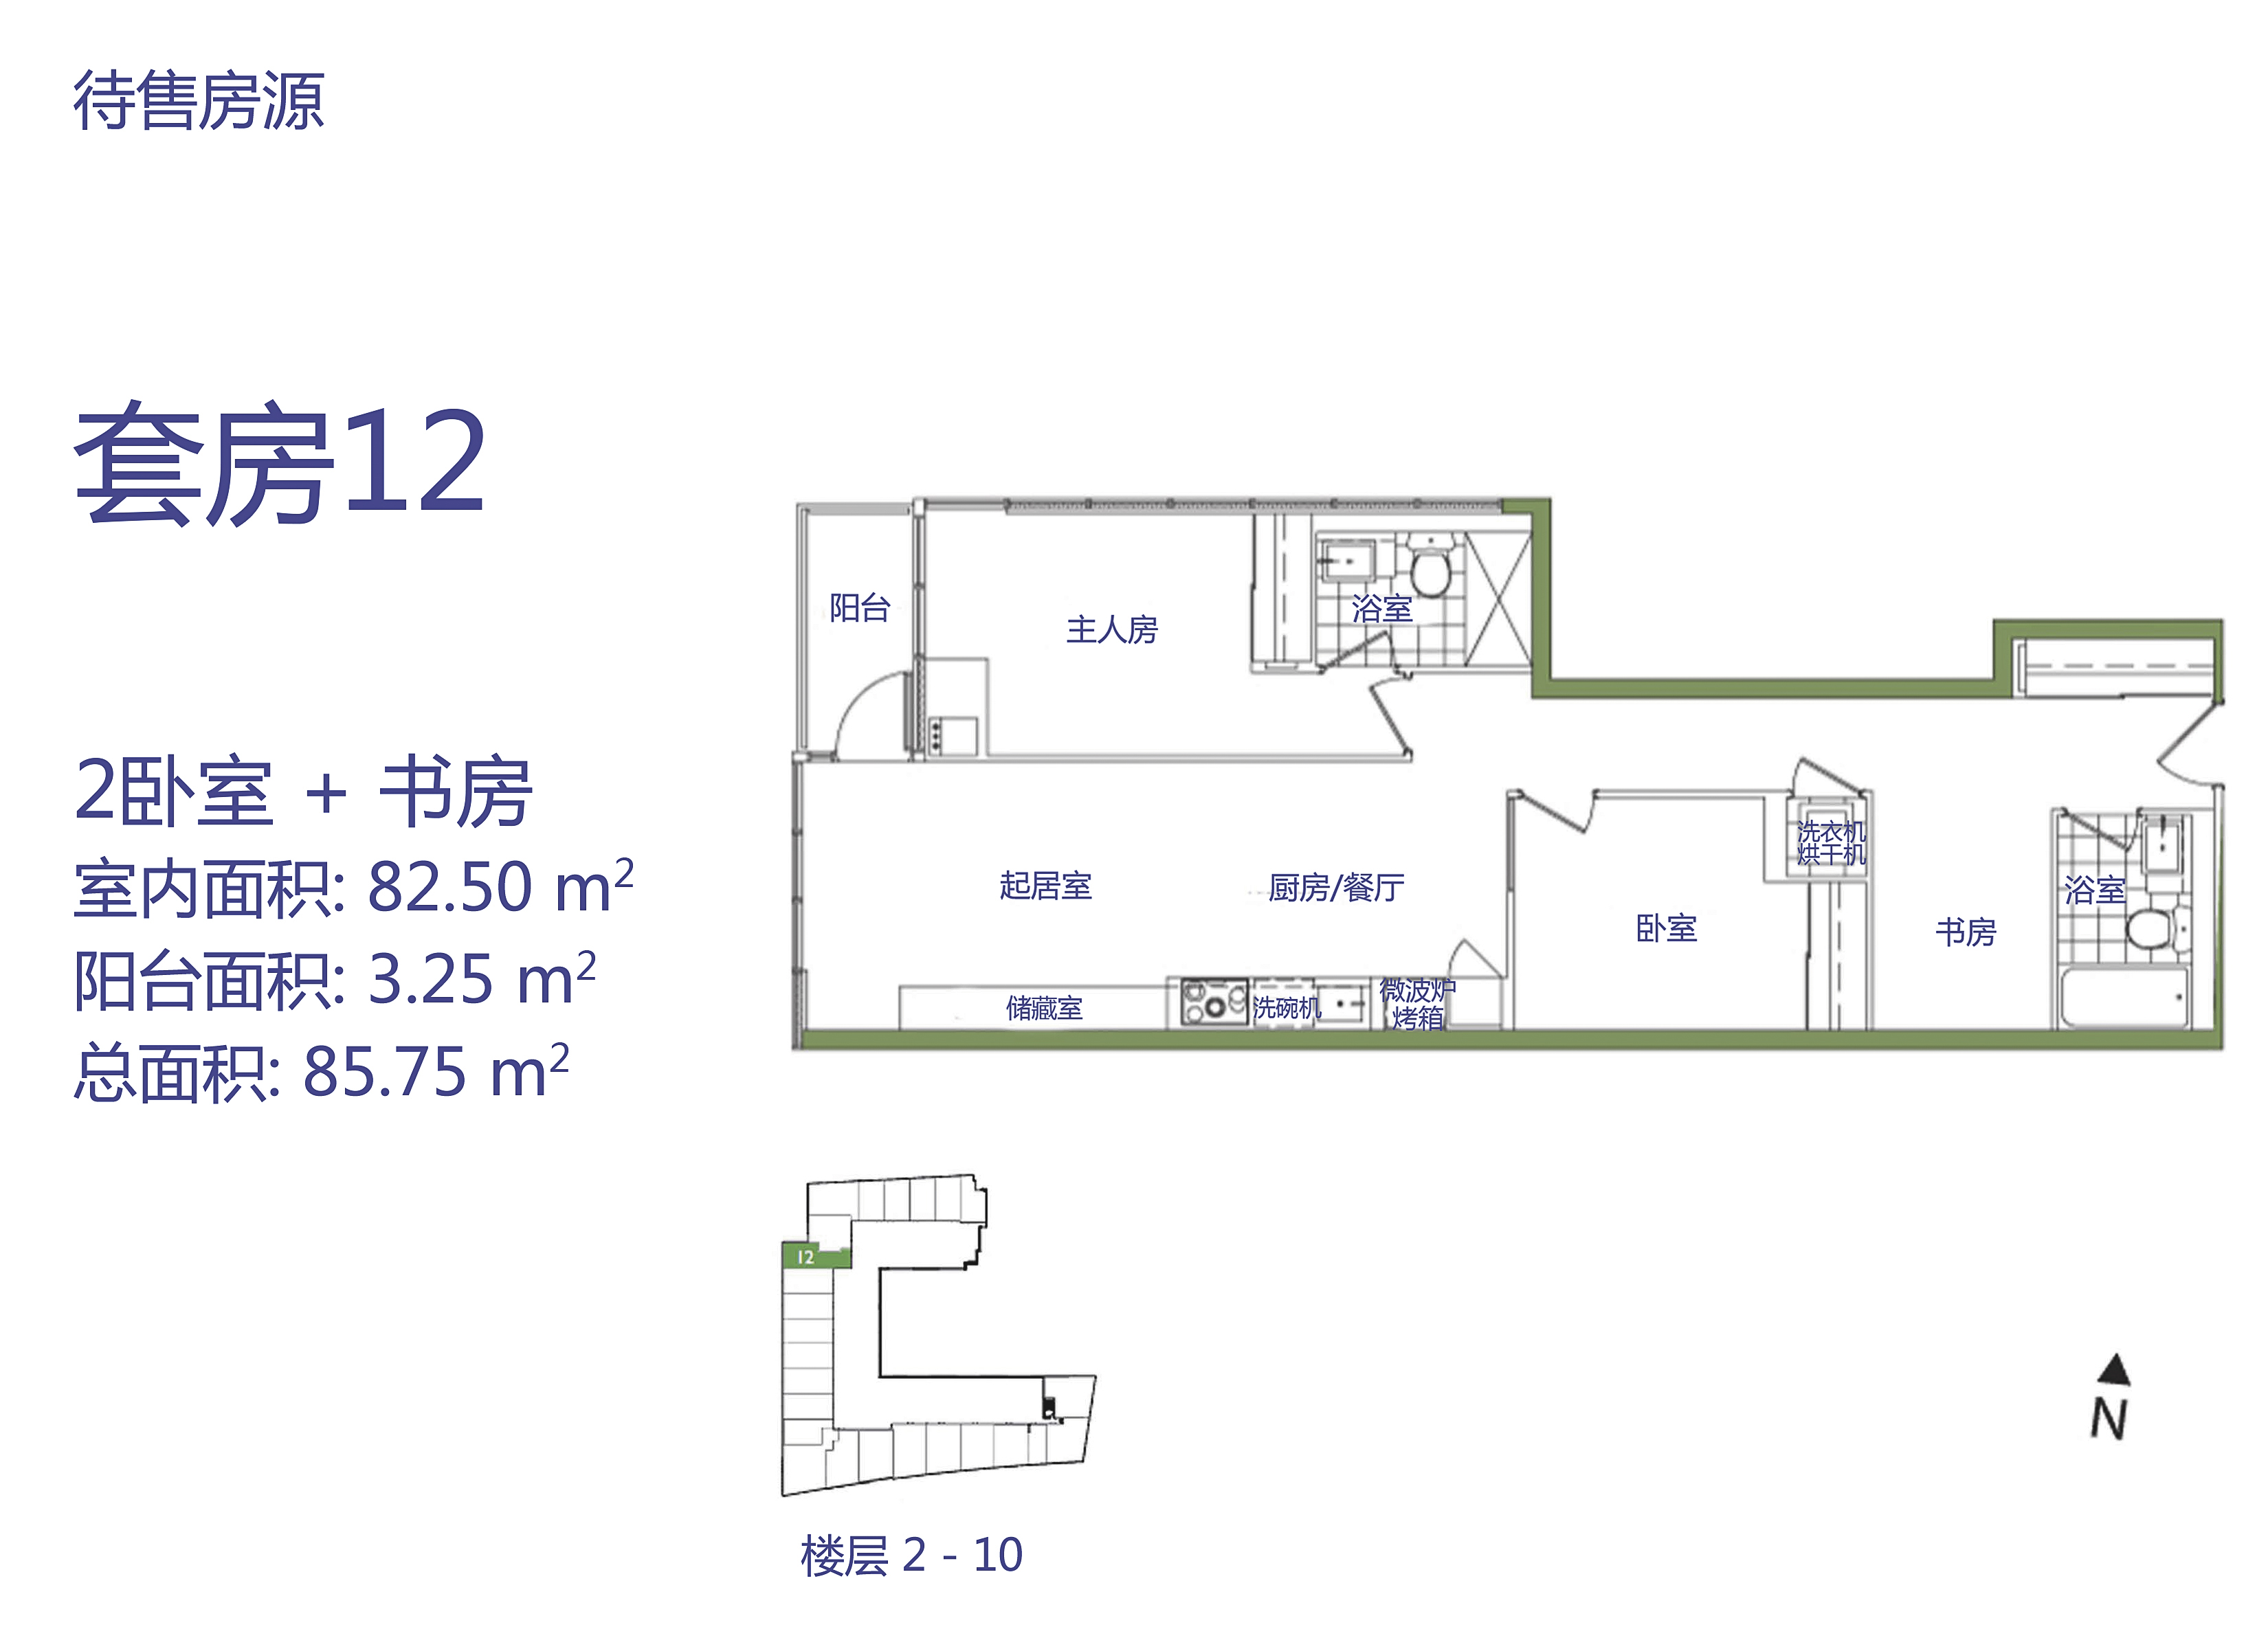 待售房源
套房12
2卧室 + 书房
室内面积: 82.50 m²
阳台面积: 3.25 m²
总面积: 85.75 m²
阳台
主人房
浴室
起居室
厨房/餐厅
储藏室
洗碗机
微波炉
烤箱
卧室
洗衣机
烘干机
书房
浴室
12
楼层 2 - 10
N